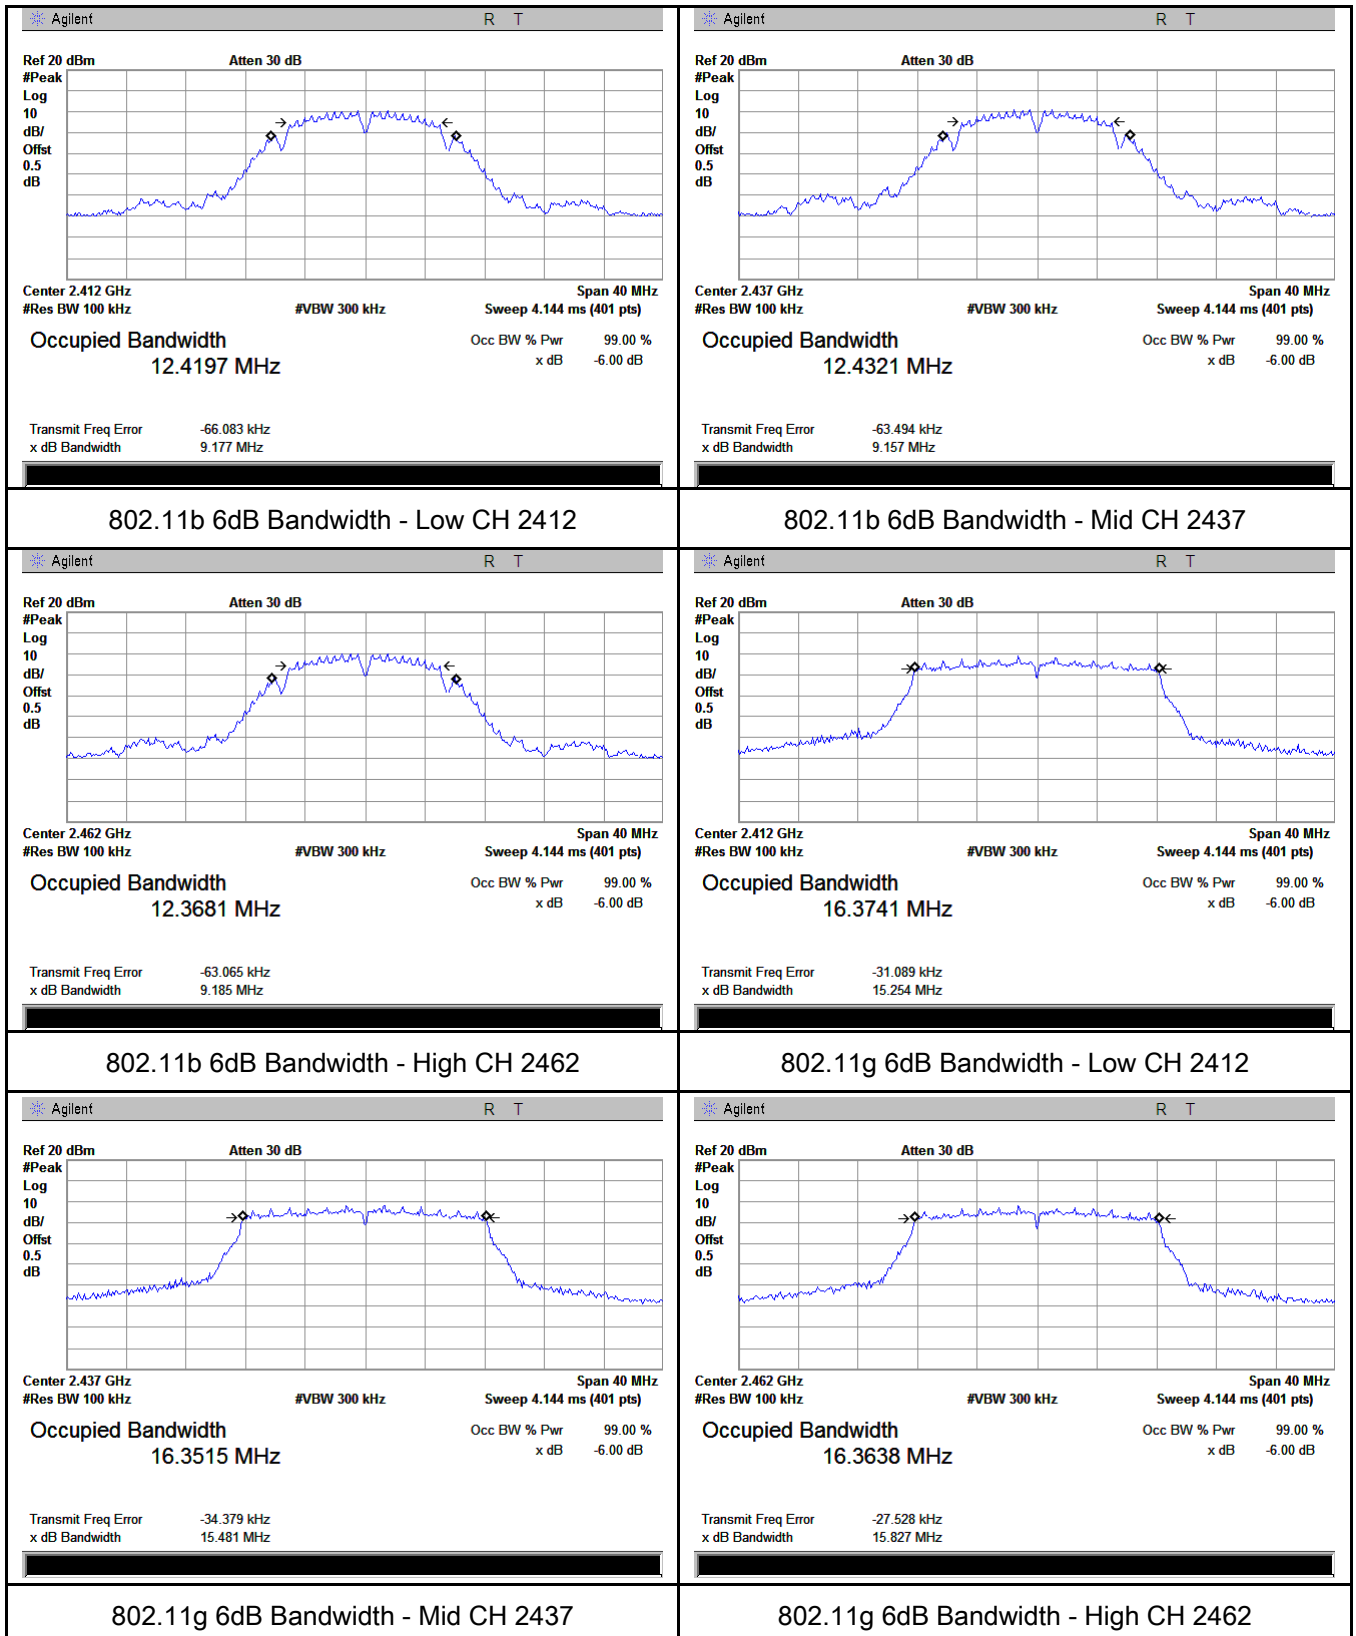 Agilent R T
Ref 20 dBm Atten 30 dB
#Peak
Log
10
dB/
Offst
0.5
dB
Center 2.412 GHz Span 40 MHz
#Res BW 100 kHz #VBW 300 kHz Sweep 4.144 ms (401 pts)
Occupied Bandwidth Occ BW % Pwr 99.00 %
12.4197 MHz x dB -6.00 dB
Transmit Freq Error -66.083 kHz
x dB Bandwidth 9.177 MHz
802.11b 6dB Bandwidth - Low CH 2412
Agilent R T
Ref 20 dBm Atten 30 dB
#Peak
Log
10
dB/
Offst
0.5
dB
Center 2.437 GHz Span 40 MHz
#Res BW 100 kHz #VBW 300 kHz Sweep 4.144 ms (401 pts)
Occupied Bandwidth Occ BW % Pwr 99.00 %
12.4321 MHz x dB -6.00 dB
Transmit Freq Error -63.494 kHz
x dB Bandwidth 9.157 MHz
802.11b 6dB Bandwidth - Mid CH 2437
Agilent R T
Ref 20 dBm Atten 30 dB
#Peak
Log
10
dB/
Offst
0.5
dB
Center 2.462 GHz Span 40 MHz
#Res BW 100 kHz #VBW 300 kHz Sweep 4.144 ms (401 pts)
Occupied Bandwidth Occ BW % Pwr 99.00 %
12.3681 MHz x dB -6.00 dB
Transmit Freq Error -63.065 kHz
x dB Bandwidth 9.185 MHz
802.11b 6dB Bandwidth - High CH 2462
Agilent R T
Ref 20 dBm Atten 30 dB
#Peak
Log
10
dB/
Offst
0.5
dB
Center 2.412 GHz Span 40 MHz
#Res BW 100 kHz #VBW 300 kHz Sweep 4.144 ms (401 pts)
Occupied Bandwidth Occ BW % Pwr 99.00 %
16.3741 MHz x dB -6.00 dB
Transmit Freq Error -31.089 kHz
x dB Bandwidth 15.254 MHz
802.11g 6dB Bandwidth - Low CH 2412
Agilent R T
Ref 20 dBm Atten 30 dB
#Peak
Log
10
dB/
Offst
0.5
dB
Center 2.437 GHz Span 40 MHz
#Res BW 100 kHz #VBW 300 kHz Sweep 4.144 ms (401 pts)
Occupied Bandwidth Occ BW % Pwr 99.00 %
16.3515 MHz x dB -6.00 dB
Transmit Freq Error -34.379 kHz
x dB Bandwidth 15.481 MHz
802.11g 6dB Bandwidth - Mid CH 2437
Agilent R T
Ref 20 dBm Atten 30 dB
#Peak
Log
10
dB/
Offst
0.5
dB
Center 2.462 GHz Span 40 MHz
#Res BW 100 kHz #VBW 300 kHz Sweep 4.144 ms (401 pts)
Occupied Bandwidth Occ BW % Pwr 99.00 %
16.3638 MHz x dB -6.00 dB
Transmit Freq Error -27.528 kHz
x dB Bandwidth 15.827 MHz
802.11g 6dB Bandwidth - High CH 2462